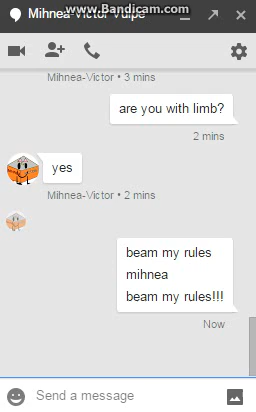 www.Bandicam.com
Mihnea-Victor Vulpe
Mihnea-Victor • 3 mins
are you with limb?
2 mins
yes
Mihnea-Victor • 2 mins
beam my rules
mihnea
beam my rules!!!
Now
Send a message